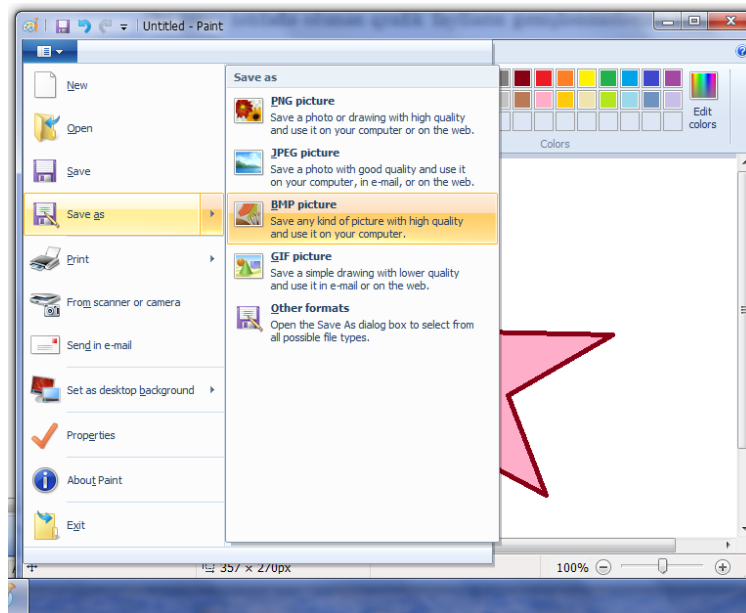 Untitled - Paint
New
Open
Save
Save as
Print
From scanner or camera
Send in e-mail
Set as desktop background
Properties
About Paint
Exit
Save as
PNG picture
Save a photo or drawing with high quality
and use it on your computer or on the web.
JPEG picture
Save a photo with good quality and use it
on your computer, in e-mail, or on the web.
BMP picture
Save any kind of picture with high quality
and use it on your computer.
GIF picture
Save a simple drawing with lower quality
and use it in e-mail or on the web.
Other formats
Open the Save As dialog box to select from
all possible file types.
Edit
colors
Colors
357 × 270px
100%